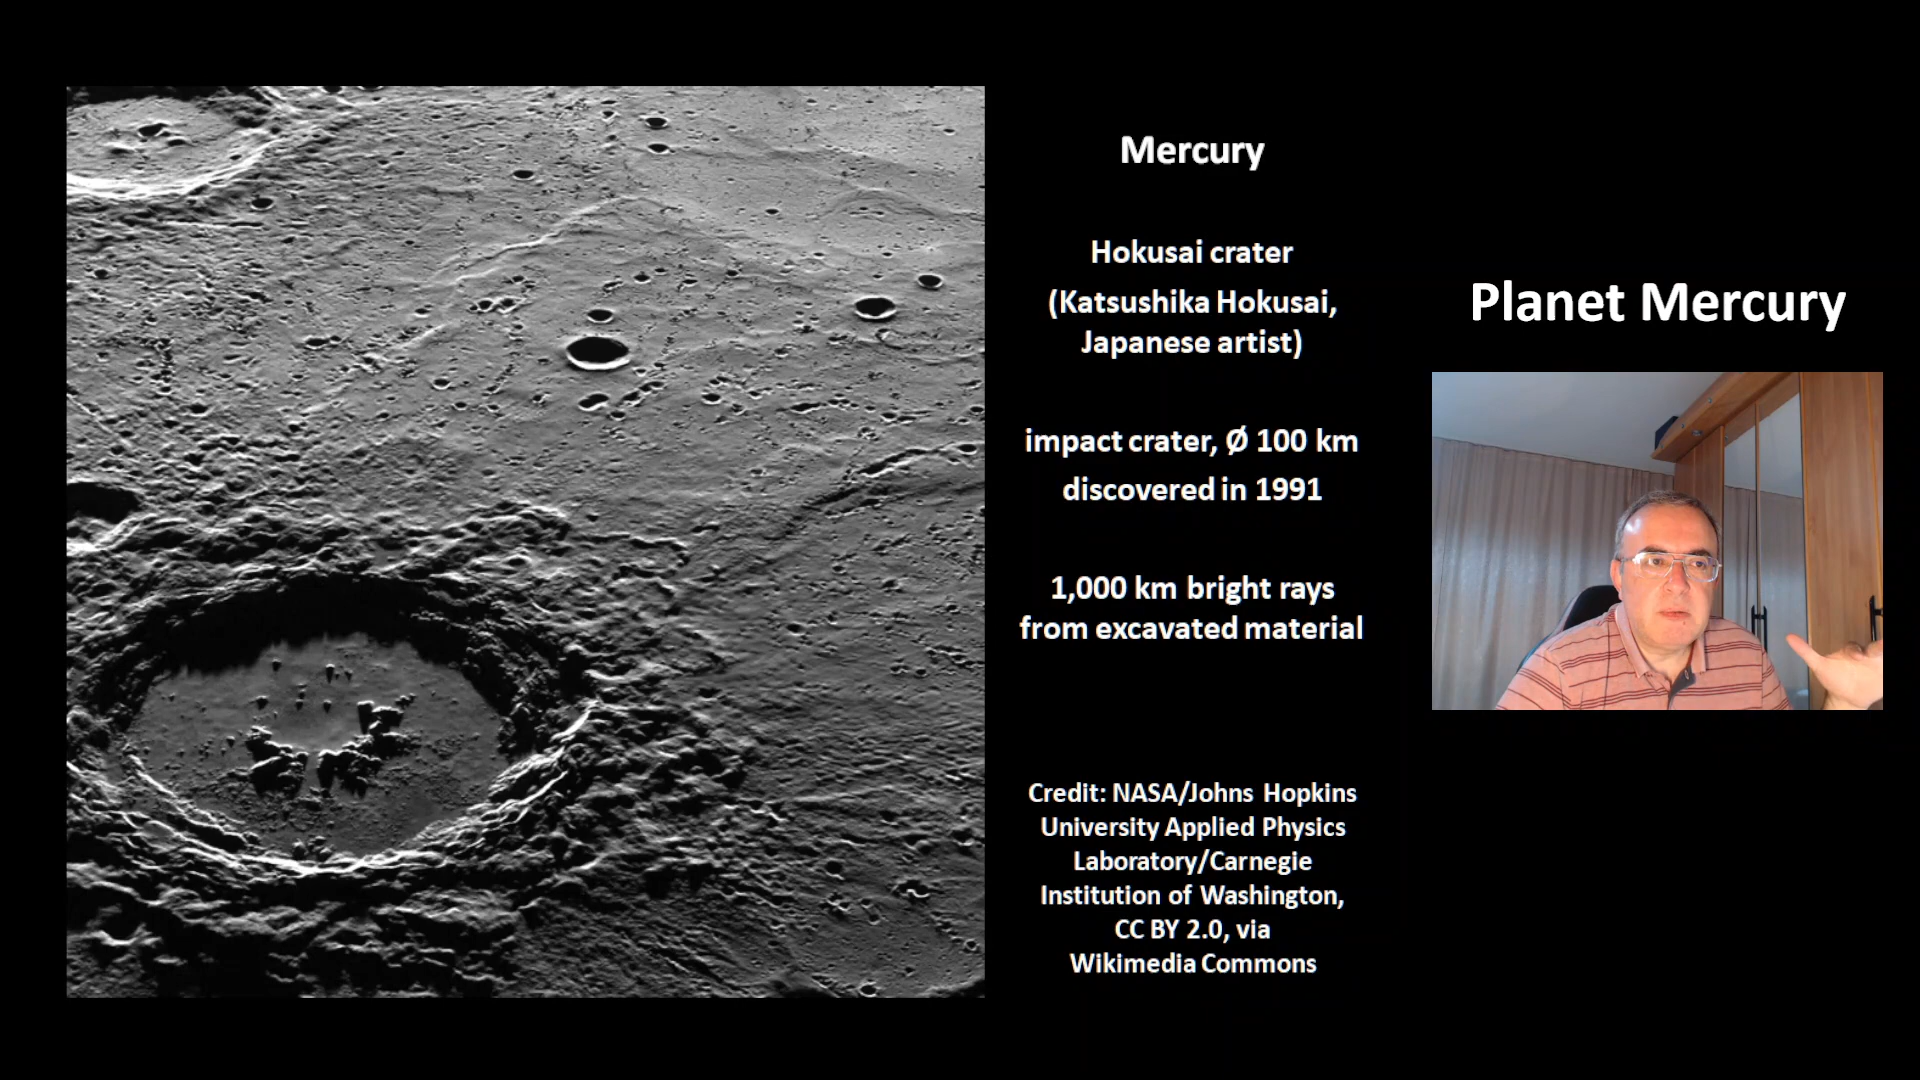 Mercury
Hokusai crater
(Katsushika Hokusai,
Japanese artist)
impact crater, Ø 100 km
discovered in 1991
1,000 km bright rays
from excavated material
Credit: NASA/Johns Hopkins
University Applied Physics
Laboratory/Carnegie
Institution of Washington,
CC BY 2.0, via
Wikimedia Commons
Planet Mercury